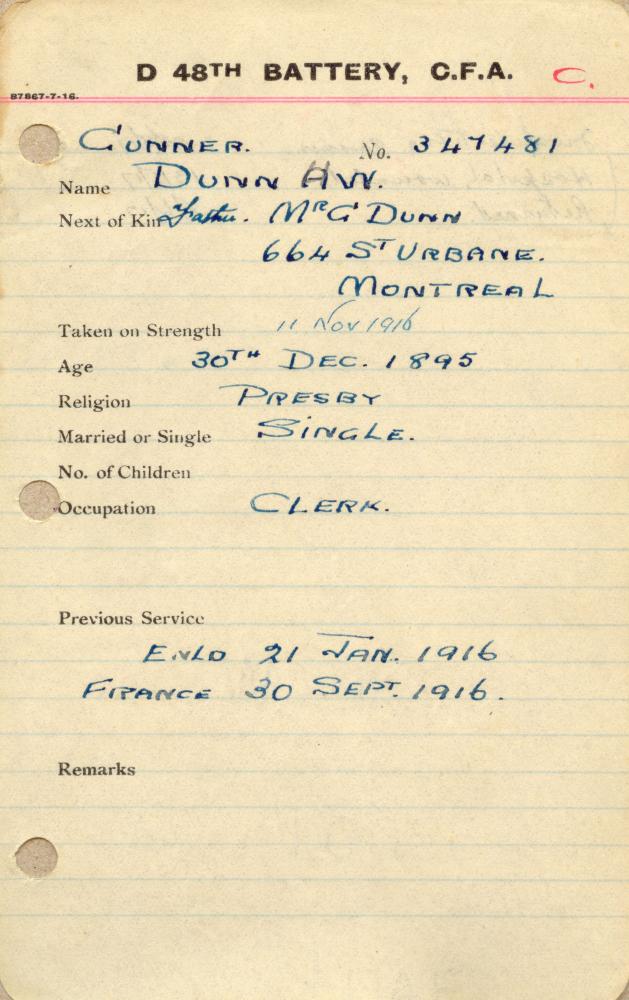 D 48TH BATTERY, C.F.A. C.
B7867-7-16.
GUNNER. No. 347481
Name DUNN H.W.
Next of Kin Father. MR G DUNN
664 ST URBANE.
MONTREAL
Taken on Strength 11 Nov 1916
Age 30TH DEC. 1895
Religion PRESBY
Married or Single SINGLE.
No. of Children
Occupation CLERK.
Previous Service
ENLD 21 JAN. 1916
FRANCE 30 SEPT. 1916.
Remarks